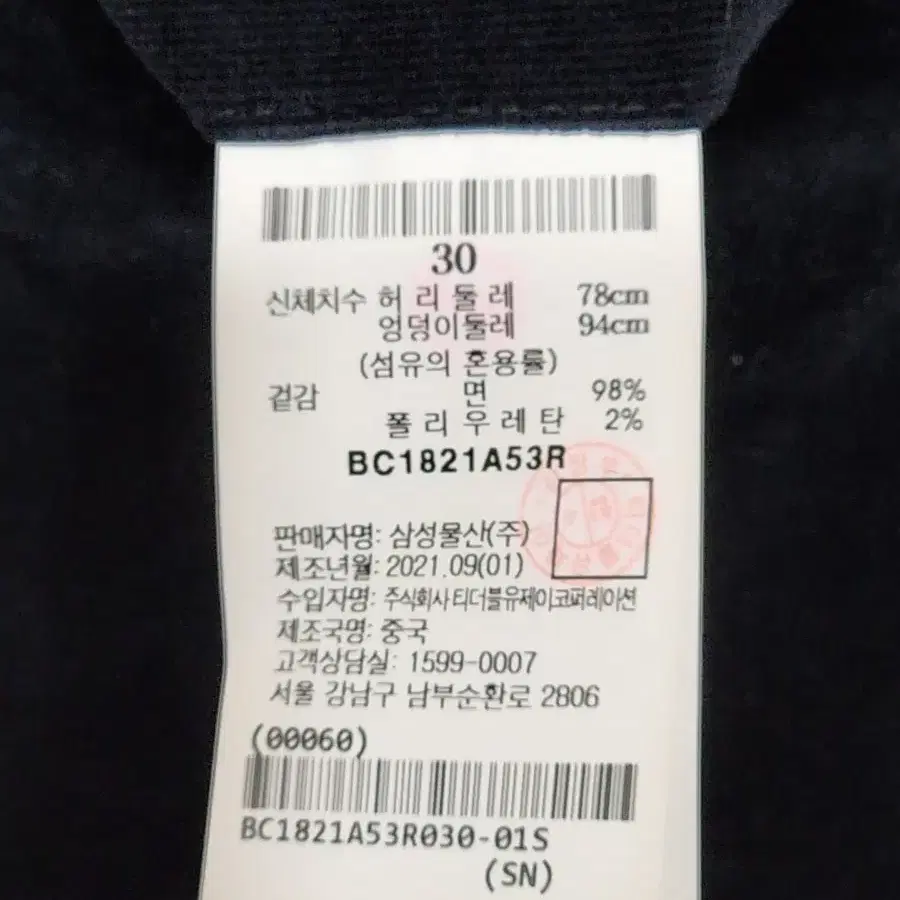 30
신체치수 허 리 둘 레 78cm
엉덩이둘레 94cm
(섬유의 혼용률)
겉감 면 98%
폴 리 우 레 탄 2%
BC1821A53R
판매자명: 삼성물산(주)
제조년월: 2021.09(01)
수입자명: 주식회사 티더블유제이코퍼레이션
제조국명: 중국
고객상담실: 1599-0007
서울 강남구 남부순환로 2806
(00060)
BC1821A53R030-01S
(SN)